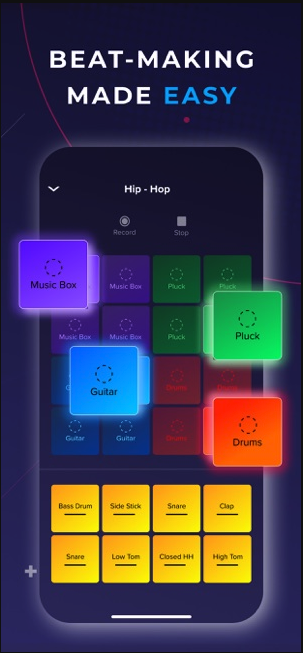 BEAT-MAKING
MADE EASY
Hip - Hop
Record Stop
Music Box Music Box Pluck Pluck
Music Box Music Box Pluck Pluck
Guitar Drums
Guitar Guitar Drums Drums
Bass Drum Side Stick Snare Clap
Snare Low Tom Closed HH High Tom